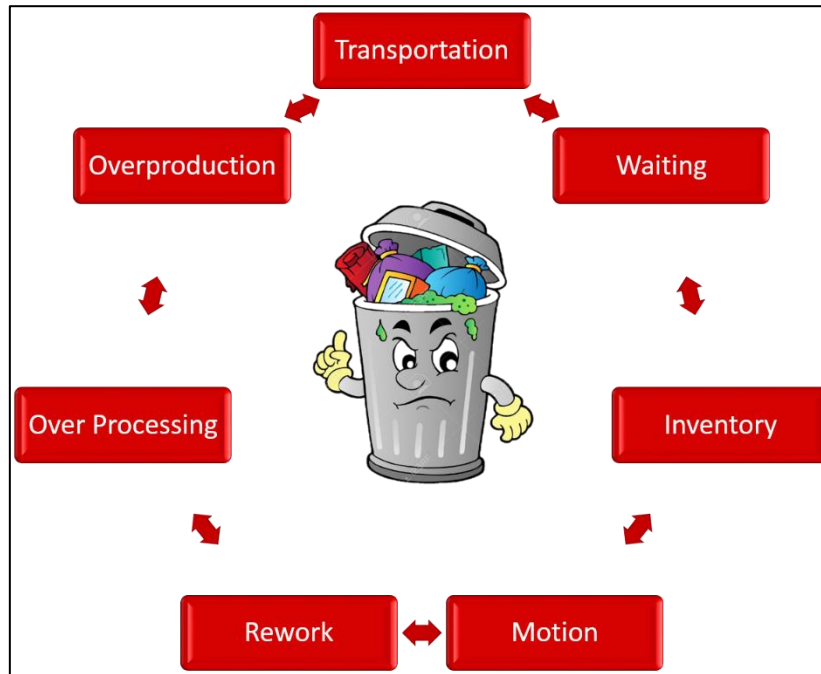 Transportation
Overproduction
Waiting
Over Processing
Inventory
Rework
Motion